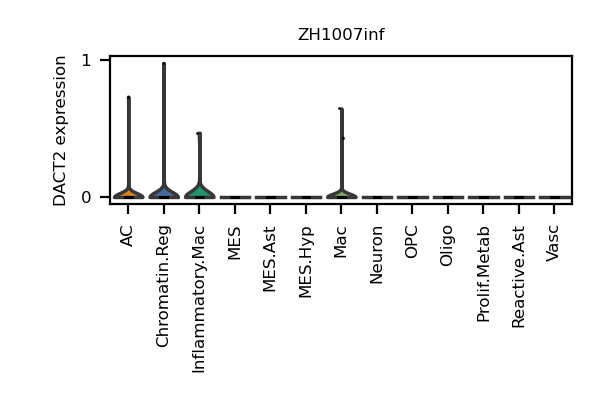 ZH1007inf
DACT2 expression
1
0
AC
Chromatin.Reg
Inflammatory.Mac
MES
MES.Ast
MES.Hyp
Mac
Neuron
OPC
Oligo
Prolif.Metab
Reactive.Ast
Vasc